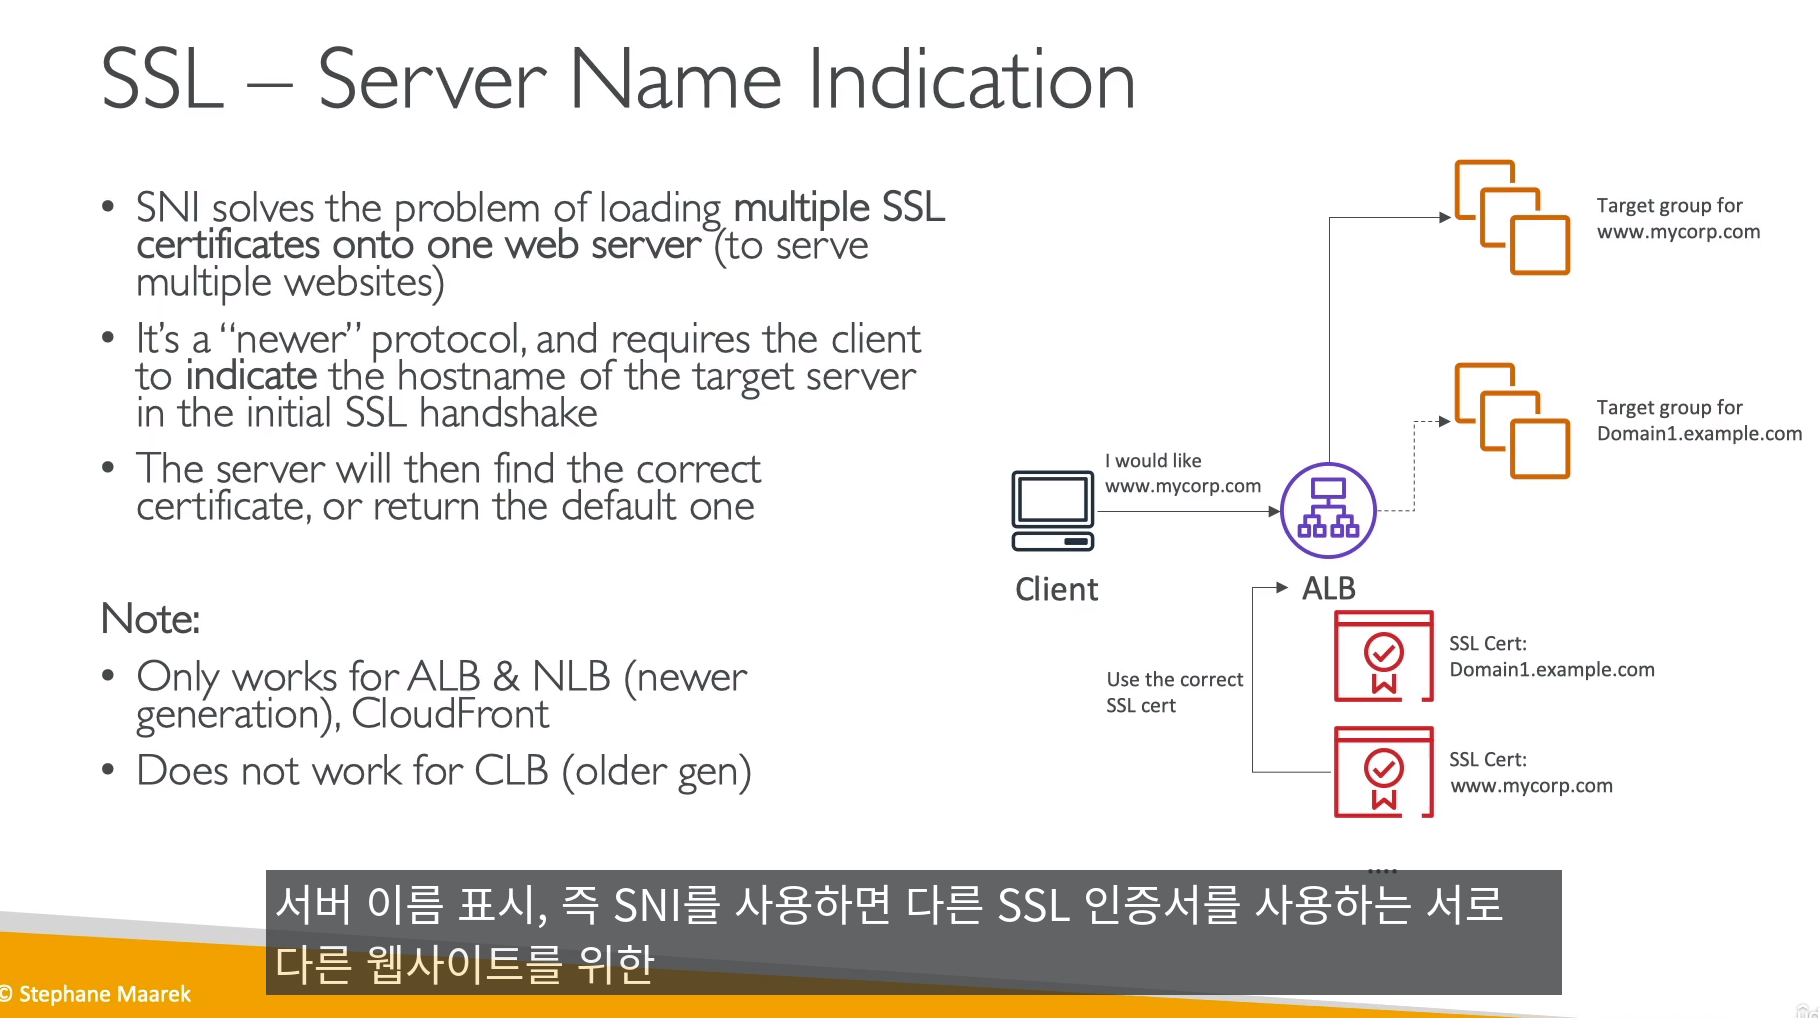 SSL – Server Name Indication
• SNI solves the problem of loading multiple SSL
certificates onto one web server (to serve
multiple websites)
• It's a “newer” protocol, and requires the client
to indicate the hostname of the target server
in the initial SSL handshake
• The server will then find the correct
certificate, or return the default one
Note:
• Only works for ALB & NLB (newer
generation), CloudFront
• Does not work for CLB (older gen)
Target group for
www.mycorp.com
Target group for
Domain1.example.com
I would like
www.mycorp.com
Client
ALB
Use the correct
SSL cert
SSL Cert:
Domain1.example.com
SSL Cert:
www.mycorp.com
....
서버 이름 표시, 즉 SNI를 사용하면 다른 SSL 인증서를 사용하는 서로
다른 웹사이트를 위한
© Stephane Maarek